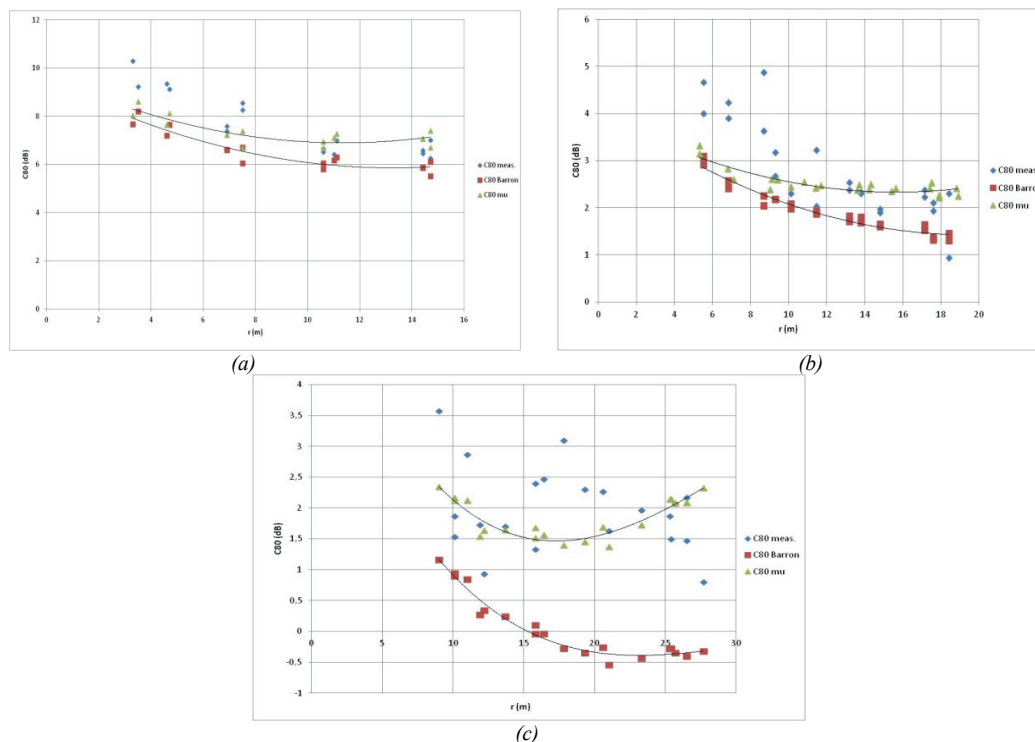 12
10
8
6
4
2
0
C80 (dB)
0 2 4 6 8 10 12 14 16
r (m)
C80 meas.
C80 Barron
C80 mu
(a)
6
5
4
3
2
1
0
C80 (dB)
0 2 4 6 8 10 12 14 16 18 20
r (m)
C80 meas.
C80 Barron
C80 mu
(b)
4
3,5
3
2,5
2
1,5
1
0,5
0
-0,5
-1
C80 (dB)
0 5 10 15 20 25 30
r (m)
C80 meas.
C80 Barron
C80 mu
(c)